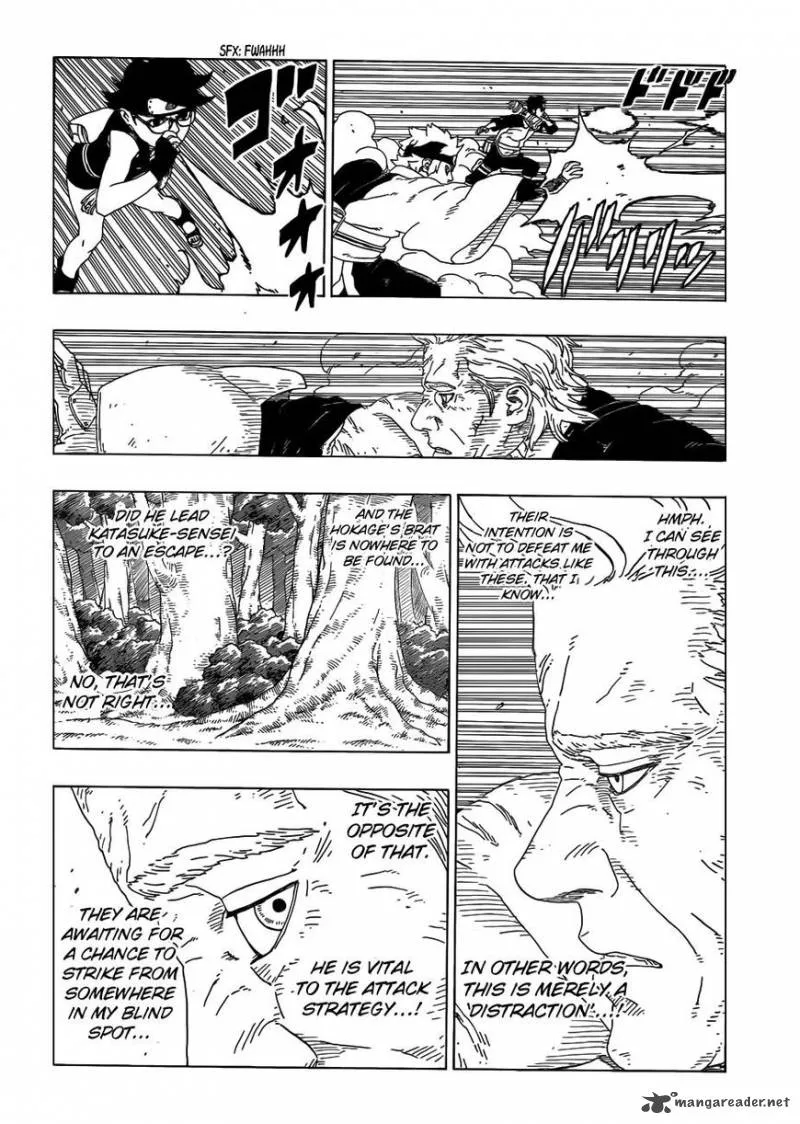 ドドド
SFX: FWAHHH
ゴオオオ
HMPH.
I CAN SEE
THROUGH
THIS....
THEIR
INTENTION IS
NOT TO DEFEAT ME
WITH ATTACKS LIKE
THESE, THAT I
KNOW...
IN OTHER WORDS,
THIS IS MERELY A
'DISTRACTION'...!!
AND THE
HOKAGE'S BRAT
IS NOWHERE TO
BE FOUND...
DID HE LEAD
KATASUKE-SENSEI
TO AN ESCAPE...?
NO, THAT'S
NOT RIGHT...
IT'S THE
OPPOSITE
OF THAT.
HE IS VITAL
TO THE ATTACK
STRATEGY...!
THEY ARE
AWAITING FOR
A CHANCE TO
STRIKE FROM
SOMEWHERE
IN MY BLIND
SPOT...
mangareader.net